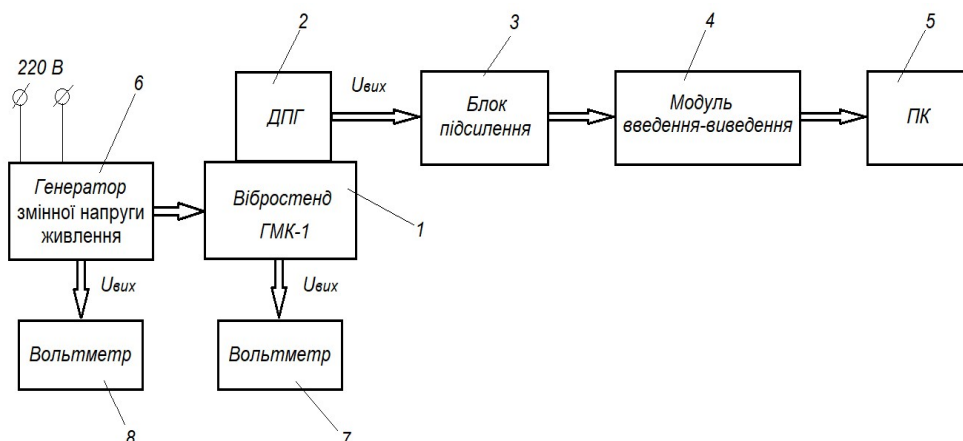 2
3
4
5
220 В
6
ДПГ
Uвих
Блок
підсилення
Модуль
введення-виведення
ПК
Генератор
змінної напруги
живлення
Вібростенд
ГМК-1
1
Uвих
Uвих
Вольтметр
Вольтметр
8
7